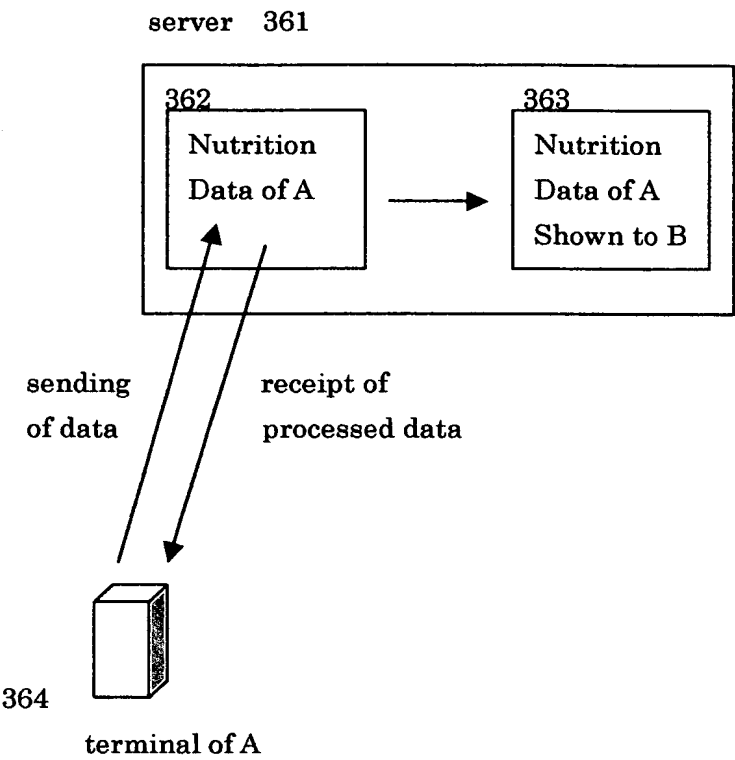 server 361
362
Nutrition
Data of A
363
Nutrition
Data of A
Shown to B
sending
of data
receipt of
processed data
364
terminal of A